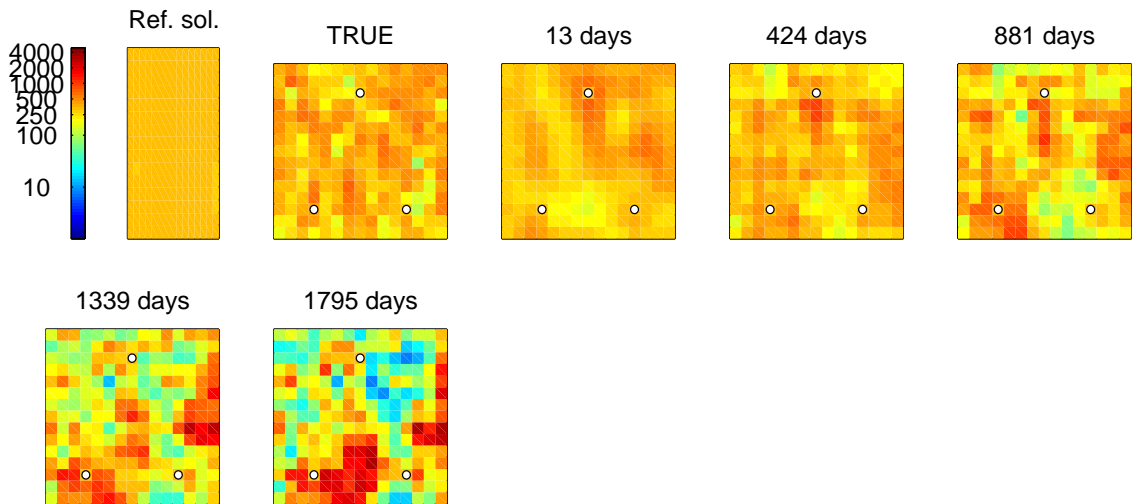 Ref. sol.
TRUE
13 days
424 days
881 days
4000
2000
1000
500
250
100
10
1339 days
1795 days